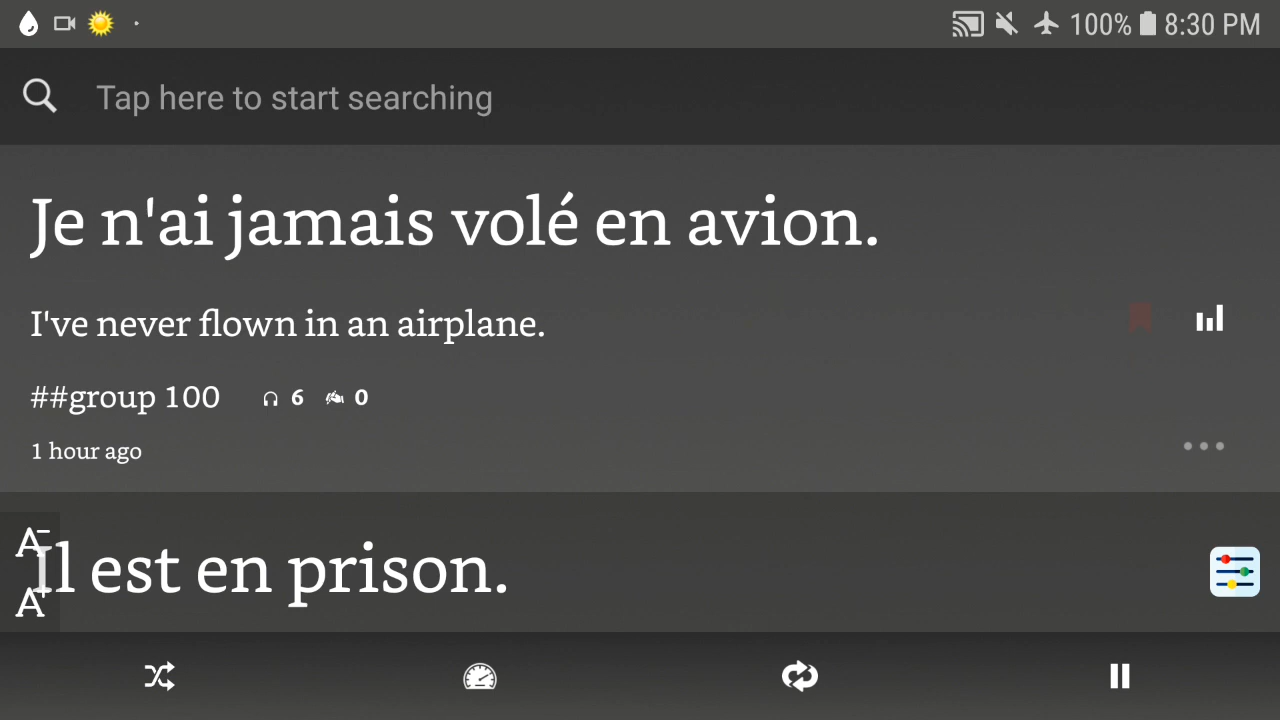 100% 8:30 PM
Tap here to start searching
Je n'ai jamais volé en avion.
I've never flown in an airplane.
##group 100 6 0
1 hour ago
A-
Il est en prison.
A+